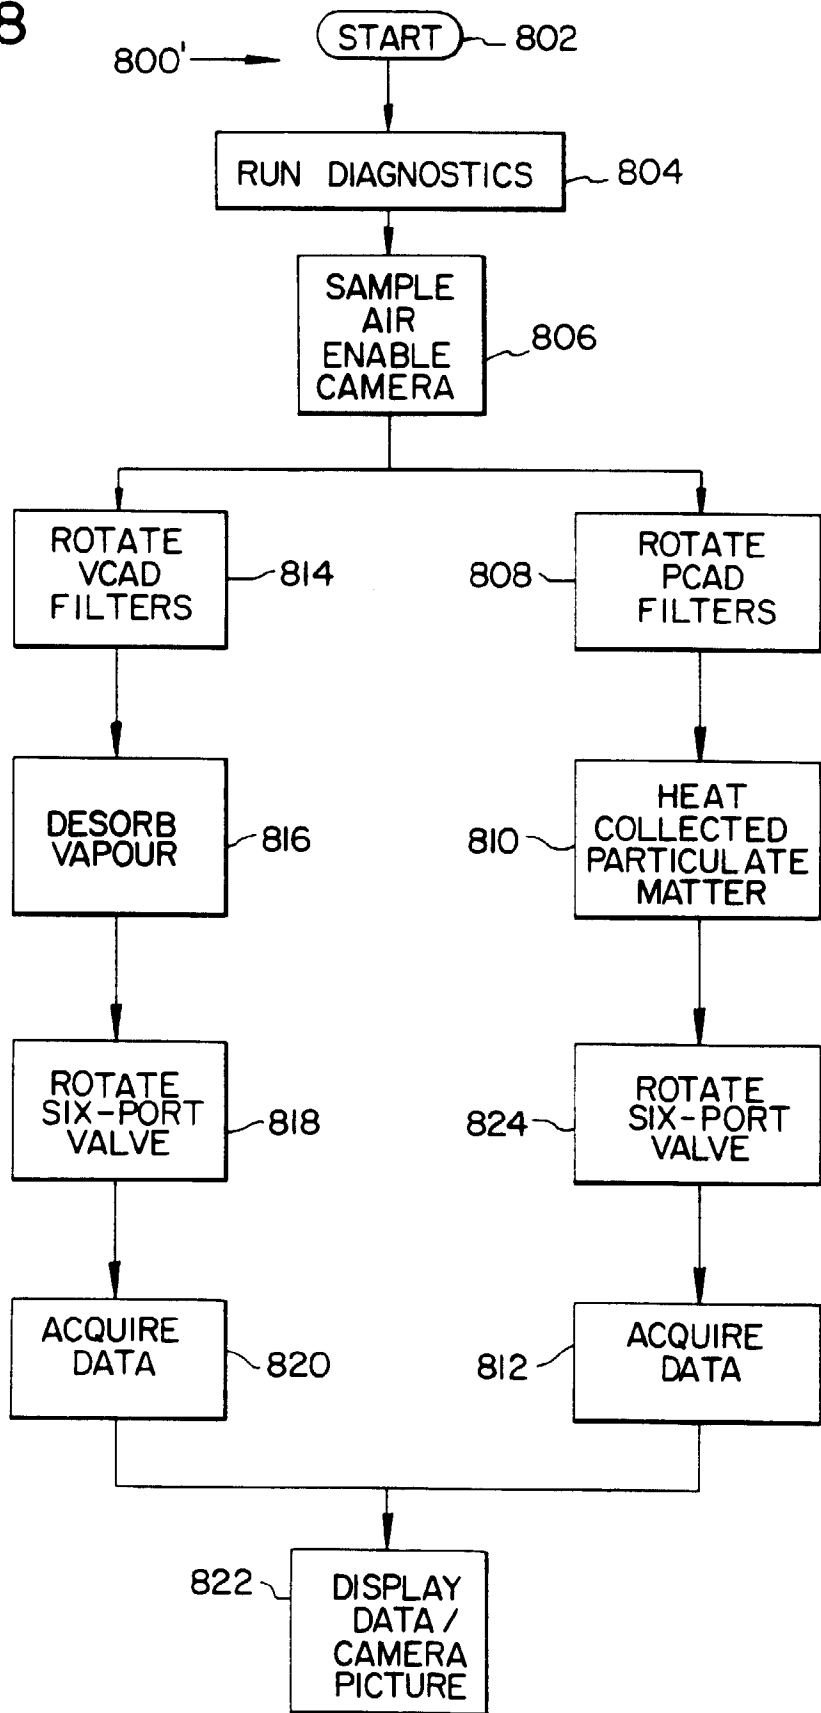 8
800'
START
802
RUN DIAGNOSTICS
804
SAMPLE
AIR
ENABLE
CAMERA
806
ROTATE
VCAD
FILTERS
814
808
ROTATE
PCAD
FILTERS
DESORB
VAPOUR
816
810
HEAT
COLLECTED
PARTICULATE
MATTER
ROTATE
SIX-PORT
VALVE
818
824
ROTATE
SIX-PORT
VALVE
ACQUIRE
DATA
820
812
ACQUIRE
DATA
822
DISPLAY
DATA/
CAMERA
PICTURE